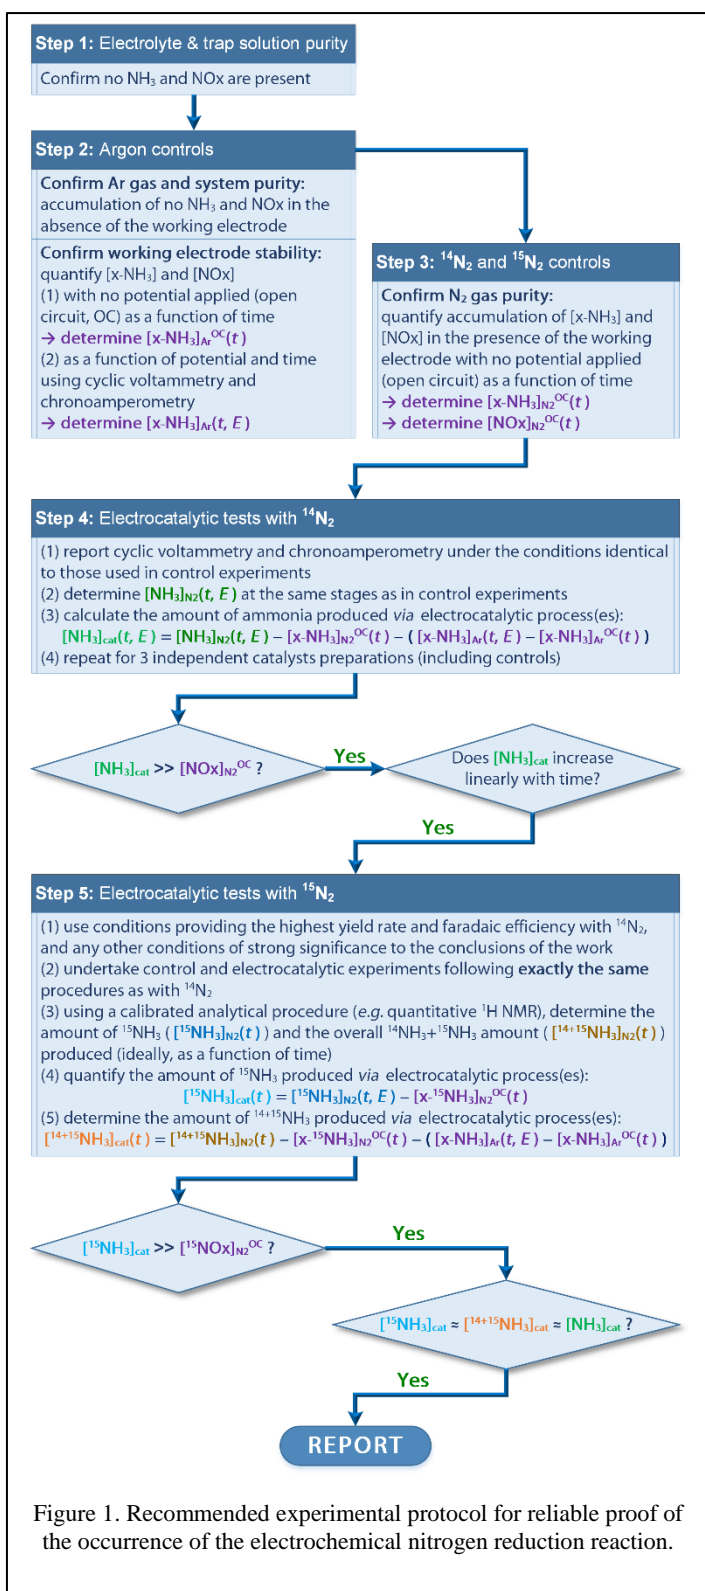 Step 1: Electrolyte & trap solution purity
Confirm no NH₃ and NOx are present
Step 2: Argon controls
Confirm Ar gas and system purity:
accumulation of no NH₃ and NOx in the
absence of the working electrode
Confirm working electrode stability:
quantify [x-NH₃] and [NOx]
(1) with no potential applied (open
circuit, OC) as a function of time
→ determine [x-NH₃]Ar^OC(t)
(2) as a function of potential and time
using cyclic voltammetry and
chronoamperometry
→ determine [x-NH₃]Ar(t, E)
Step 3: ¹⁴N₂ and ¹⁵N₂ controls
Confirm N₂ gas purity:
quantify accumulation of [x-NH₃] and
[NOx] in the presence of the working
electrode with no potential applied
(open circuit) as a function of time
→ determine [x-NH₃]N2^OC(t)
→ determine [NOx]N2^OC(t)
Step 4: Electrocatalytic tests with ¹⁴N₂
(1) report cyclic voltammetry and chronoamperometry under the conditions identical
to those used in control experiments
(2) determine [NH₃]N2(t, E) at the same stages as in control experiments
(3) calculate the amount of ammonia produced via electrocatalytic process(es):
[NH₃]cat(t, E) = [NH₃]N2(t, E) – [x-NH₃]N2^OC(t) – ( [x-NH₃]Ar(t, E) – [x-NH₃]Ar^OC(t) )
(4) repeat for 3 independent catalysts preparations (including controls)
[NH₃]cat >> [NOx]N2^OC ?
Yes
Does [NH₃]cat increase
linearly with time?
Yes
Step 5: Electrocatalytic tests with ¹⁵N₂
(1) use conditions providing the highest yield rate and faradaic efficiency with ¹⁴N₂,
and any other conditions of strong significance to the conclusions of the work
(2) undertake control and electrocatalytic experiments following exactly the same
procedures as with ¹⁴N₂
(3) using a calibrated analytical procedure (e.g. quantitative ¹H NMR), determine the
amount of ¹⁵NH₃ ( [¹⁵NH₃]N2(t) ) and the overall ¹⁴NH₃+¹⁵NH₃ amount ( [¹⁴⁺¹⁵NH₃]N2(t) )
produced (ideally, as a function of time)
(4) quantify the amount of ¹⁵NH₃ produced via electrocatalytic process(es):
[¹⁵NH₃]cat(t) = [¹⁵NH₃]N2(t, E) – [x-¹⁵NH₃]N2^OC(t)
(5) determine the amount of ¹⁴⁺¹⁵NH₃ produced via electrocatalytic process(es):
[¹⁴⁺¹⁵NH₃]cat(t) = [¹⁴⁺¹⁵NH₃]N2(t) – [x-¹⁵NH₃]N2^OC(t) – ( [x-NH₃]Ar(t, E) – [x-NH₃]Ar^OC(t) )
[¹⁵NH₃]cat >> [¹⁵NOx]N2^OC ?
Yes
[¹⁵NH₃]cat ≈ [¹⁴⁺¹⁵NH₃]cat ≈ [NH₃]cat ?
Yes
REPORT
Figure 1. Recommended experimental protocol for reliable proof of
the occurrence of the electrochemical nitrogen reduction reaction.